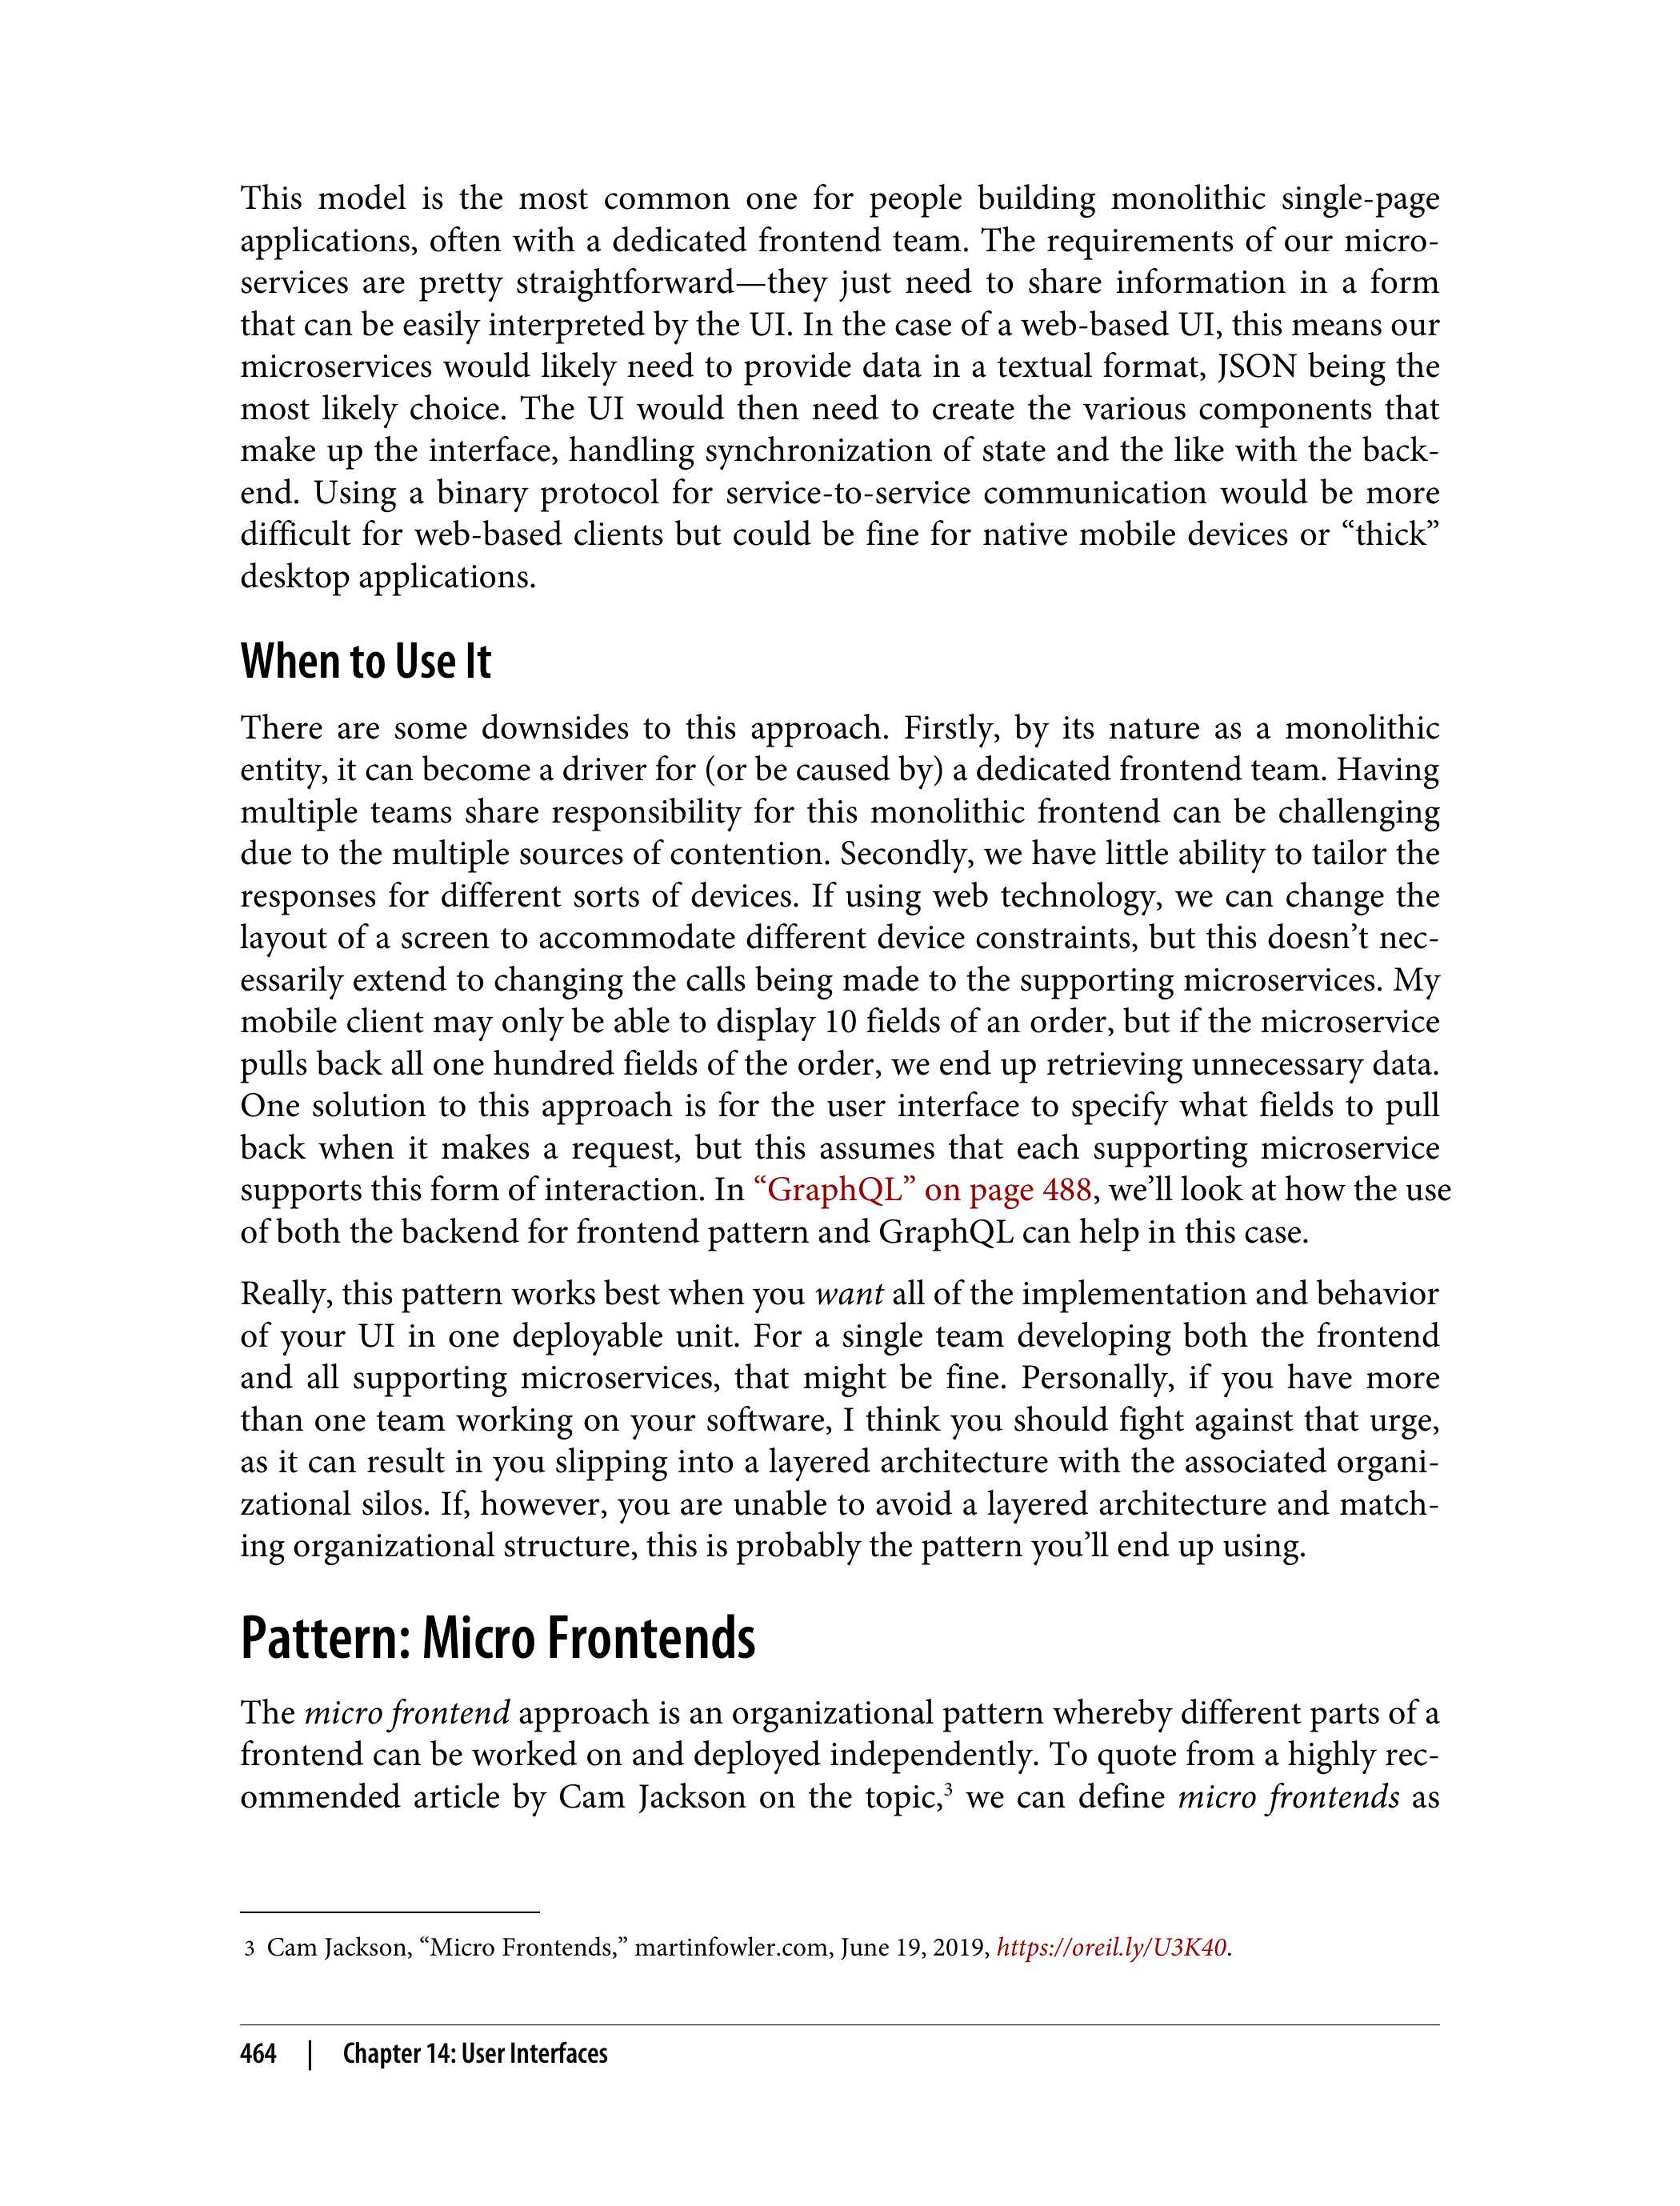 This model is the most common one for people building monolithic single-page
applications, often with a dedicated frontend team. The requirements of our micro-
services are pretty straightforward—they just need to share information in a form
that can be easily interpreted by the UI. In the case of a web-based UI, this means our
microservices would likely need to provide data in a textual format, JSON being the
most likely choice. The UI would then need to create the various components that
make up the interface, handling synchronization of state and the like with the back-
end. Using a binary protocol for service-to-service communication would be more
difficult for web-based clients but could be fine for native mobile devices or “thick”
desktop applications.
When to Use It
There are some downsides to this approach. Firstly, by its nature as a monolithic
entity, it can become a driver for (or be caused by) a dedicated frontend team. Having
multiple teams share responsibility for this monolithic frontend can be challenging
due to the multiple sources of contention. Secondly, we have little ability to tailor the
responses for different sorts of devices. If using web technology, we can change the
layout of a screen to accommodate different device constraints, but this doesn’t nec-
essarily extend to changing the calls being made to the supporting microservices. My
mobile client may only be able to display 10 fields of an order, but if the microservice
pulls back all one hundred fields of the order, we end up retrieving unnecessary data.
One solution to this approach is for the user interface to specify what fields to pull
back when it makes a request, but this assumes that each supporting microservice
supports this form of interaction. In “GraphQL” on page 488, we’ll look at how the use
of both the backend for frontend pattern and GraphQL can help in this case.
Really, this pattern works best when you want all of the implementation and behavior
of your UI in one deployable unit. For a single team developing both the frontend
and all supporting microservices, that might be fine. Personally, if you have more
than one team working on your software, I think you should fight against that urge,
as it can result in you slipping into a layered architecture with the associated organi-
zational silos. If, however, you are unable to avoid a layered architecture and match-
ing organizational structure, this is probably the pattern you’ll end up using.
Pattern: Micro Frontends
The micro frontend approach is an organizational pattern whereby different parts of a
frontend can be worked on and deployed independently. To quote from a highly rec-
ommended article by Cam Jackson on the topic,3 we can define micro frontends as
3 Cam Jackson, “Micro Frontends,” martinfowler.com, June 19, 2019, https://oreil.ly/U3K40.
464 | Chapter 14: User Interfaces